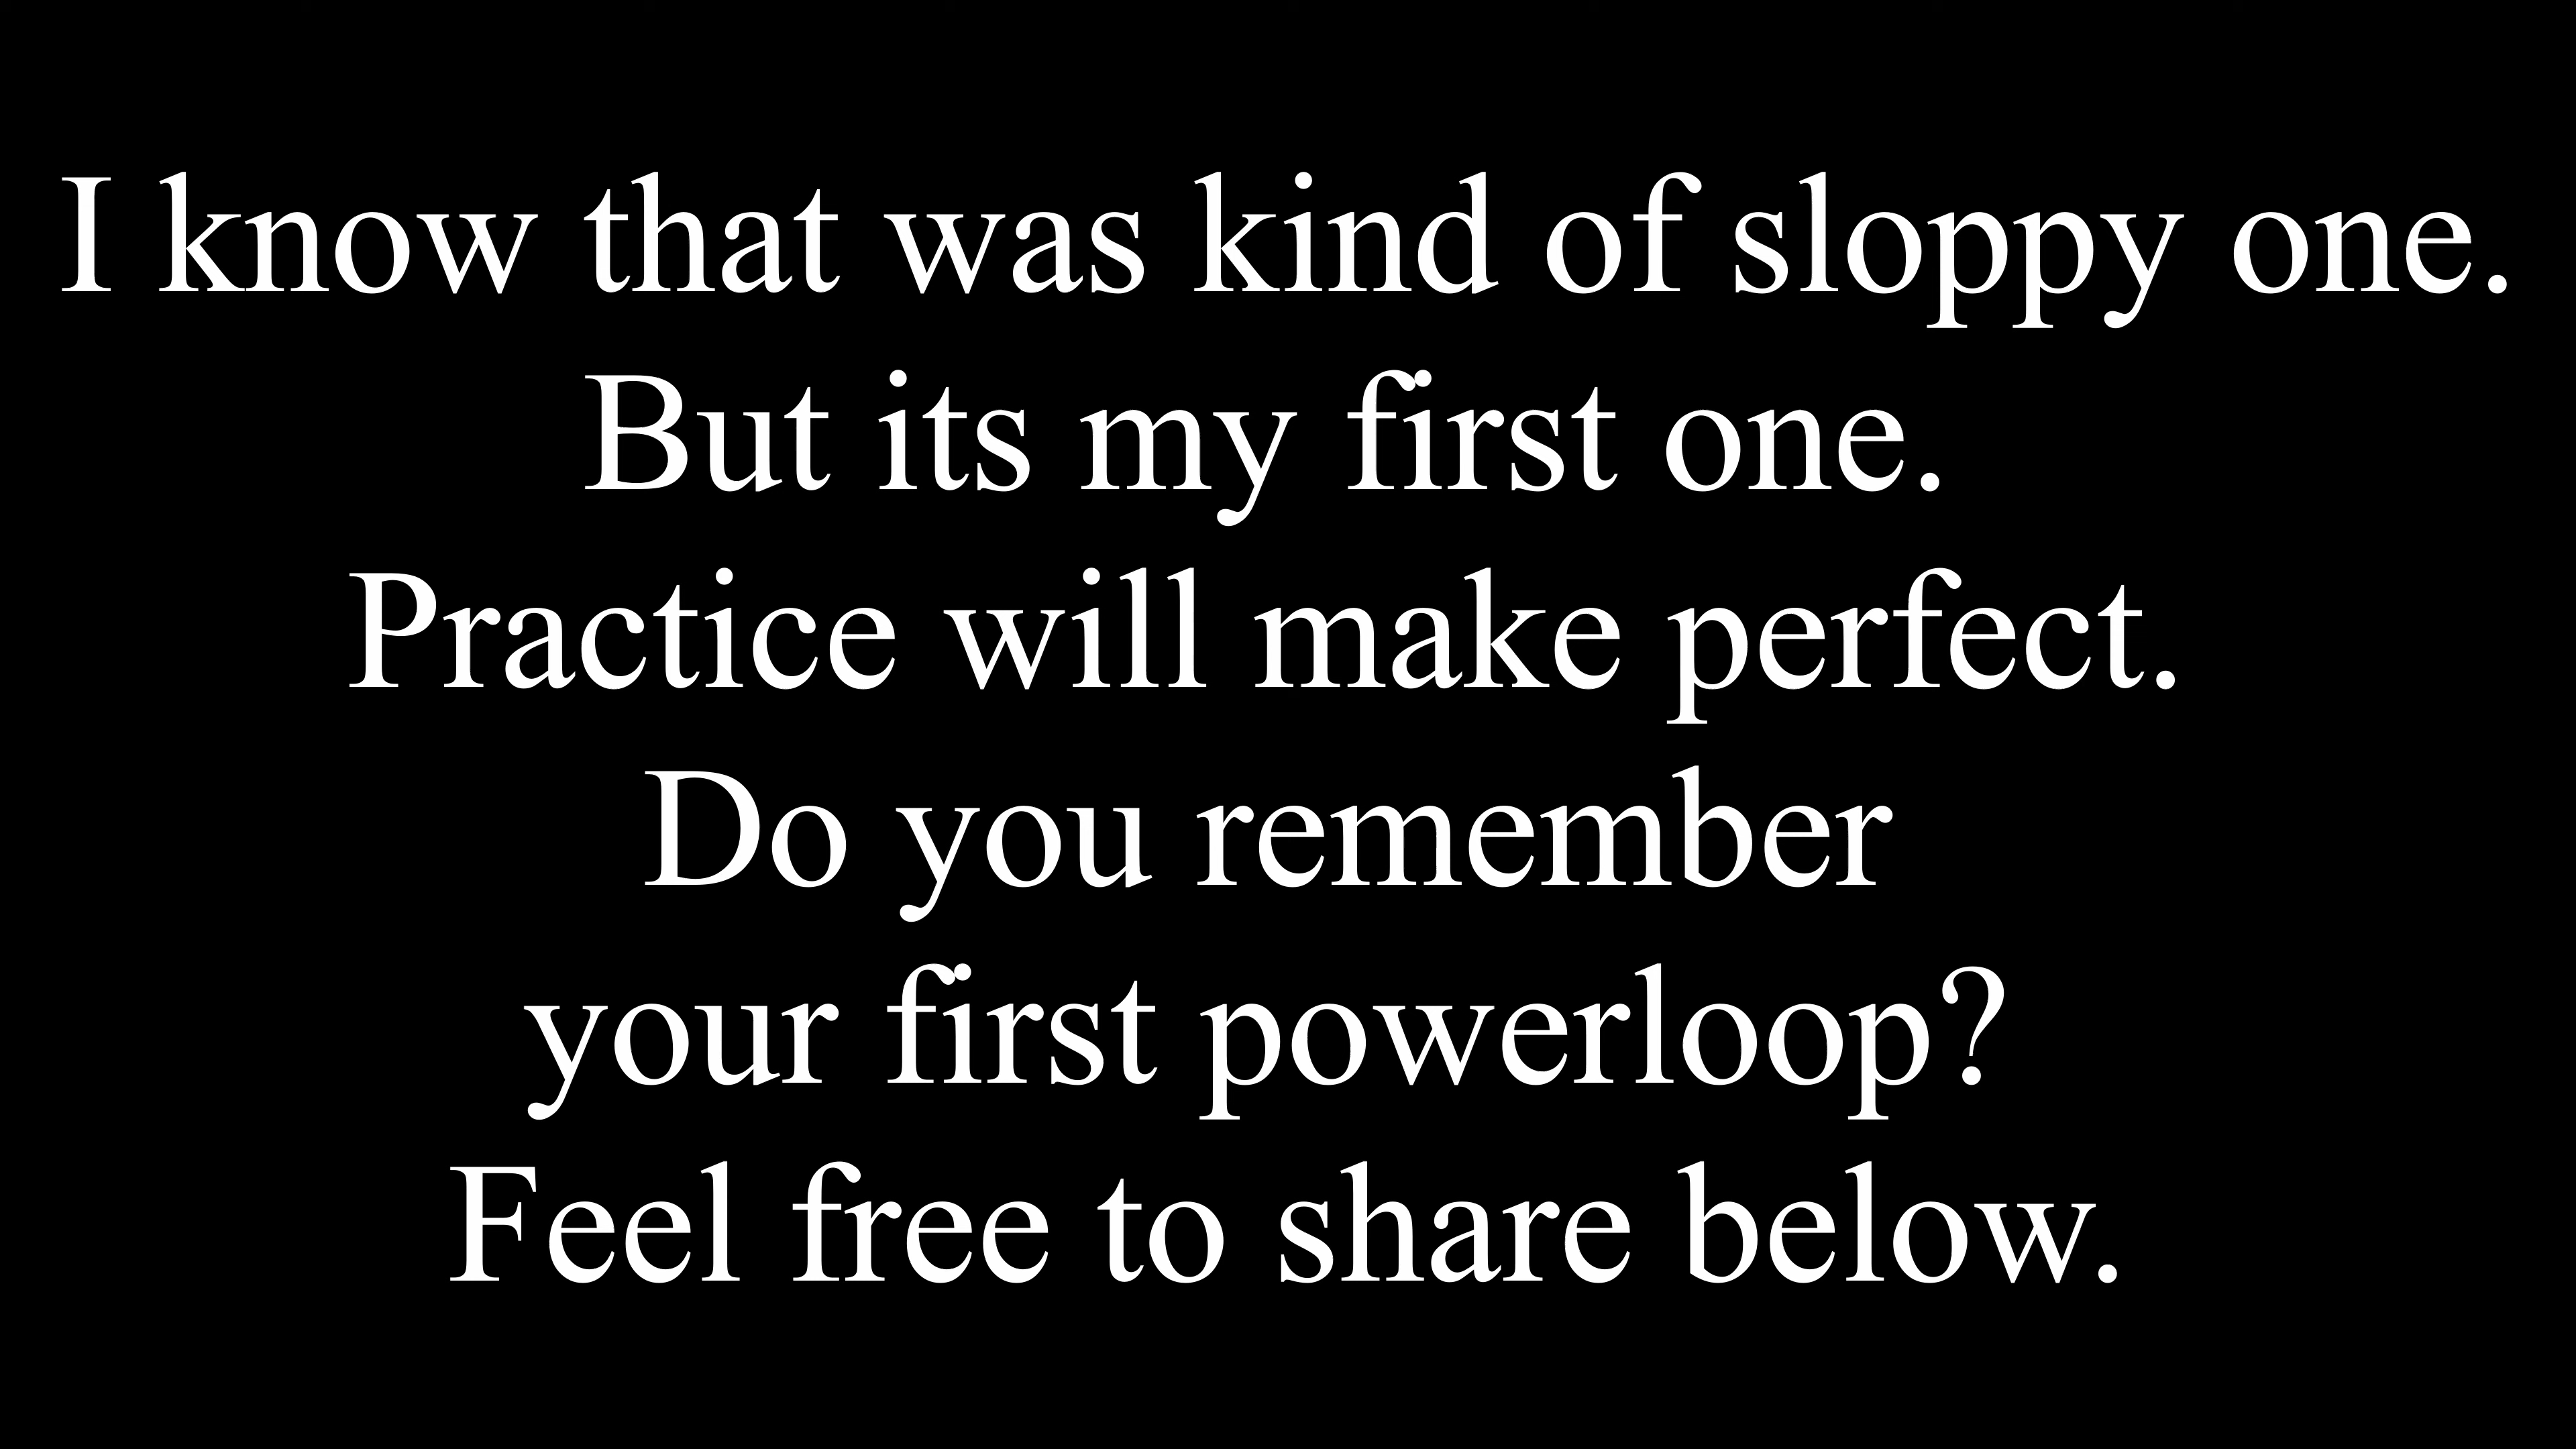 I know that was kind of sloppy one.
But its my first one.
Practice will make perfect.
Do you remember
your first powerloop?
Feel free to share below.